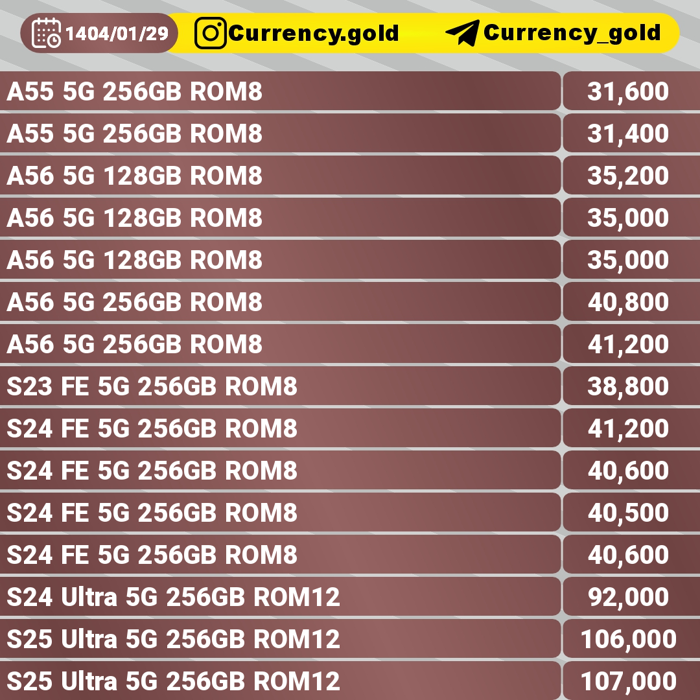 1404/01/29 Currency.gold Currency_gold
A55 5G 256GB ROM8 31,600
A55 5G 256GB ROM8 31,400
A56 5G 128GB ROM8 35,200
A56 5G 128GB ROM8 35,000
A56 5G 128GB ROM8 35,000
A56 5G 256GB ROM8 40,800
A56 5G 256GB ROM8 41,200
S23 FE 5G 256GB ROM8 38,800
S24 FE 5G 256GB ROM8 41,200
S24 FE 5G 256GB ROM8 40,600
S24 FE 5G 256GB ROM8 40,500
S24 FE 5G 256GB ROM8 40,600
S24 Ultra 5G 256GB ROM12 92,000
S25 Ultra 5G 256GB ROM12 106,000
S25 Ultra 5G 256GB ROM12 107,000